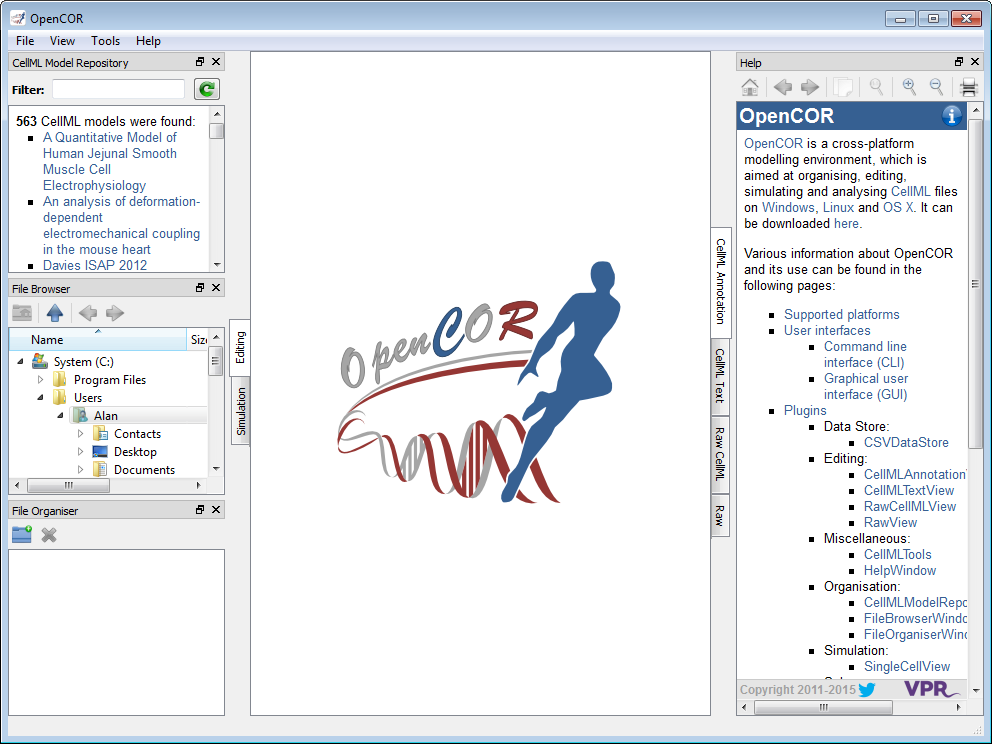 OpenCOR
File View Tools Help
CellML Model Repository
Filter:
563 CellML models were found:
A Quantitative Model of
Human Jejunal Smooth
Muscle Cell
Electrophysiology
An analysis of deformation-
dependent
electromechanical coupling
in the mouse heart
Davies ISAP 2012
File Browser
Name Siz
System (C:)
Program Files
Users
Alan
Contacts
Desktop
Documents
File Organiser
Editing
Simulation
OpenCOR
CellML Annotation
CellML Text
Raw CellML
Raw
Help
OpenCOR
OpenCOR is a cross-platform
modelling environment, which is
aimed at organising, editing,
simulating and analysing CellML files
on Windows, Linux and OS X. It can
be downloaded here.
Various information about OpenCOR
and its use can be found in the
following pages:
Supported platforms
User interfaces
Command line
interface (CLI)
Graphical user
interface (GUI)
Plugins
Data Store:
CSVDataStore
Editing:
CellMLAnnotation
CellMLTextView
RawCellMLView
RawView
Miscellaneous:
CellMLTools
HelpWindow
Organisation:
CellMLModelRepo
FileBrowserWindo
FileOrganiserWind
Simulation:
SingleCellView
Copyright 2011-2015 VPR